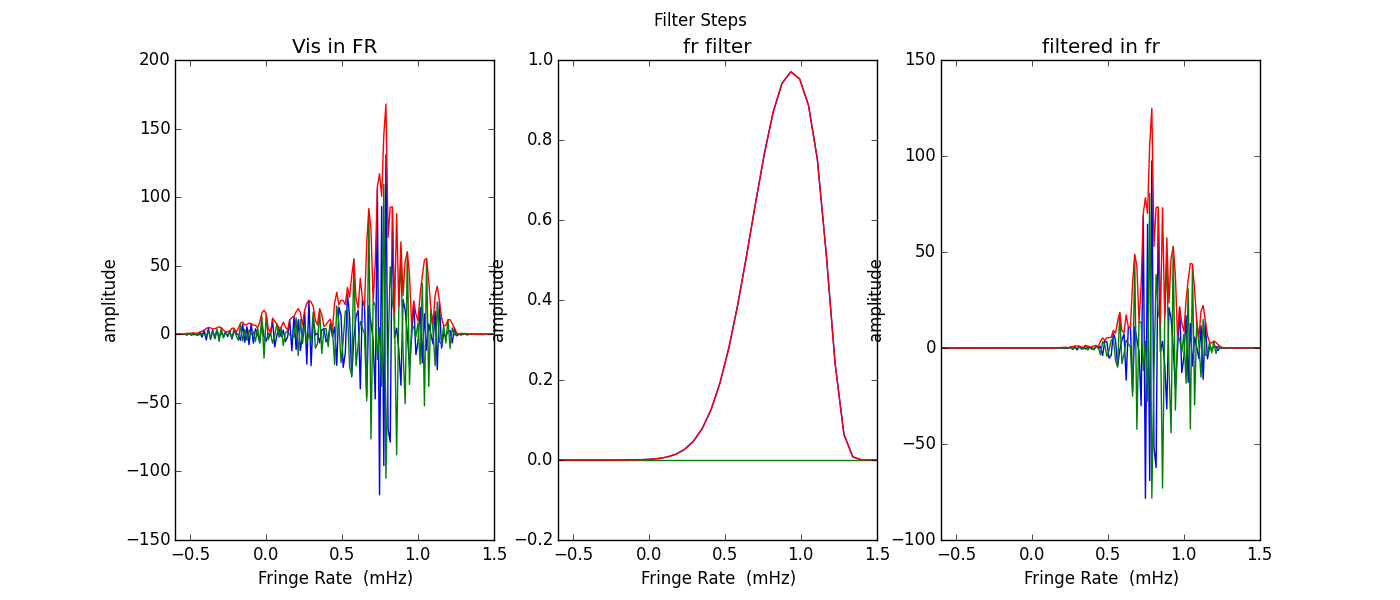 Filter Steps
Vis in FR
fr filter
filtered in fr
200
150
100
50
0
−50
−100
−150
amplitude
−0.5 0.0 0.5 1.0 1.5
Fringe Rate (mHz)
1.0
0.8
0.6
0.4
0.2
0.0
−0.2
amplitude
−0.5 0.0 0.5 1.0 1.5
Fringe Rate (mHz)
150
100
50
0
−50
−100
amplitude
−0.5 0.0 0.5 1.0 1.5
Fringe Rate (mHz)